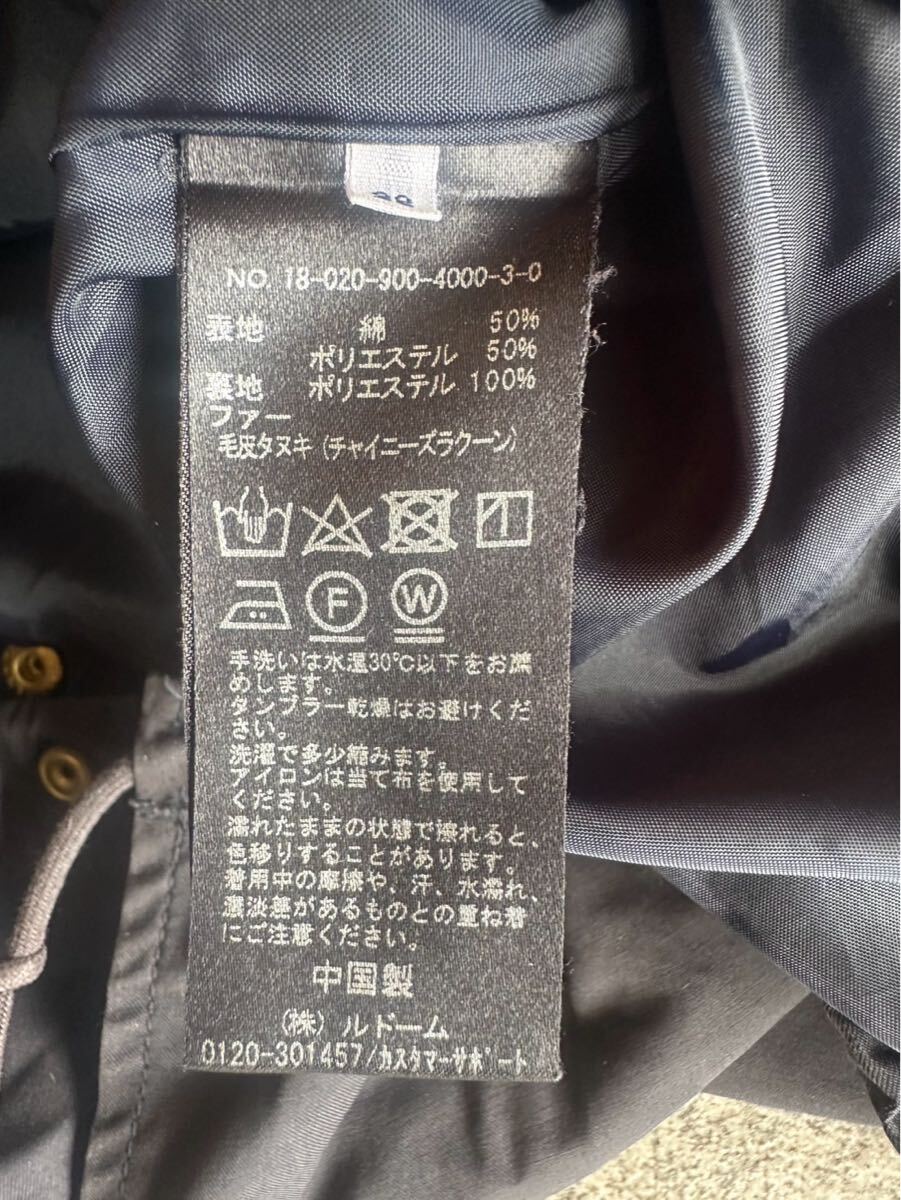 NO. 18-020-900-4000-3-0
表地 綿 50%
ポリエステル 50%
裏地 ポリエステル 100%
ファー
毛皮タヌキ (チャイニーズラクーン)
F W
手洗いは水温30℃以下をお薦
めします。
タンブラー乾燥はお避けくだ
さい。
洗濯で多少縮みます。
アイロンは当て布を使用して
ください。
濡れたままの状態で擦れると、
色移りすることがあります。
着用中の摩擦や、汗、水濡れ、
濃淡差があるものとの重ね着
にご注意ください。
中国製
(株) ルドーム
0120-301457/カスタマーサポート